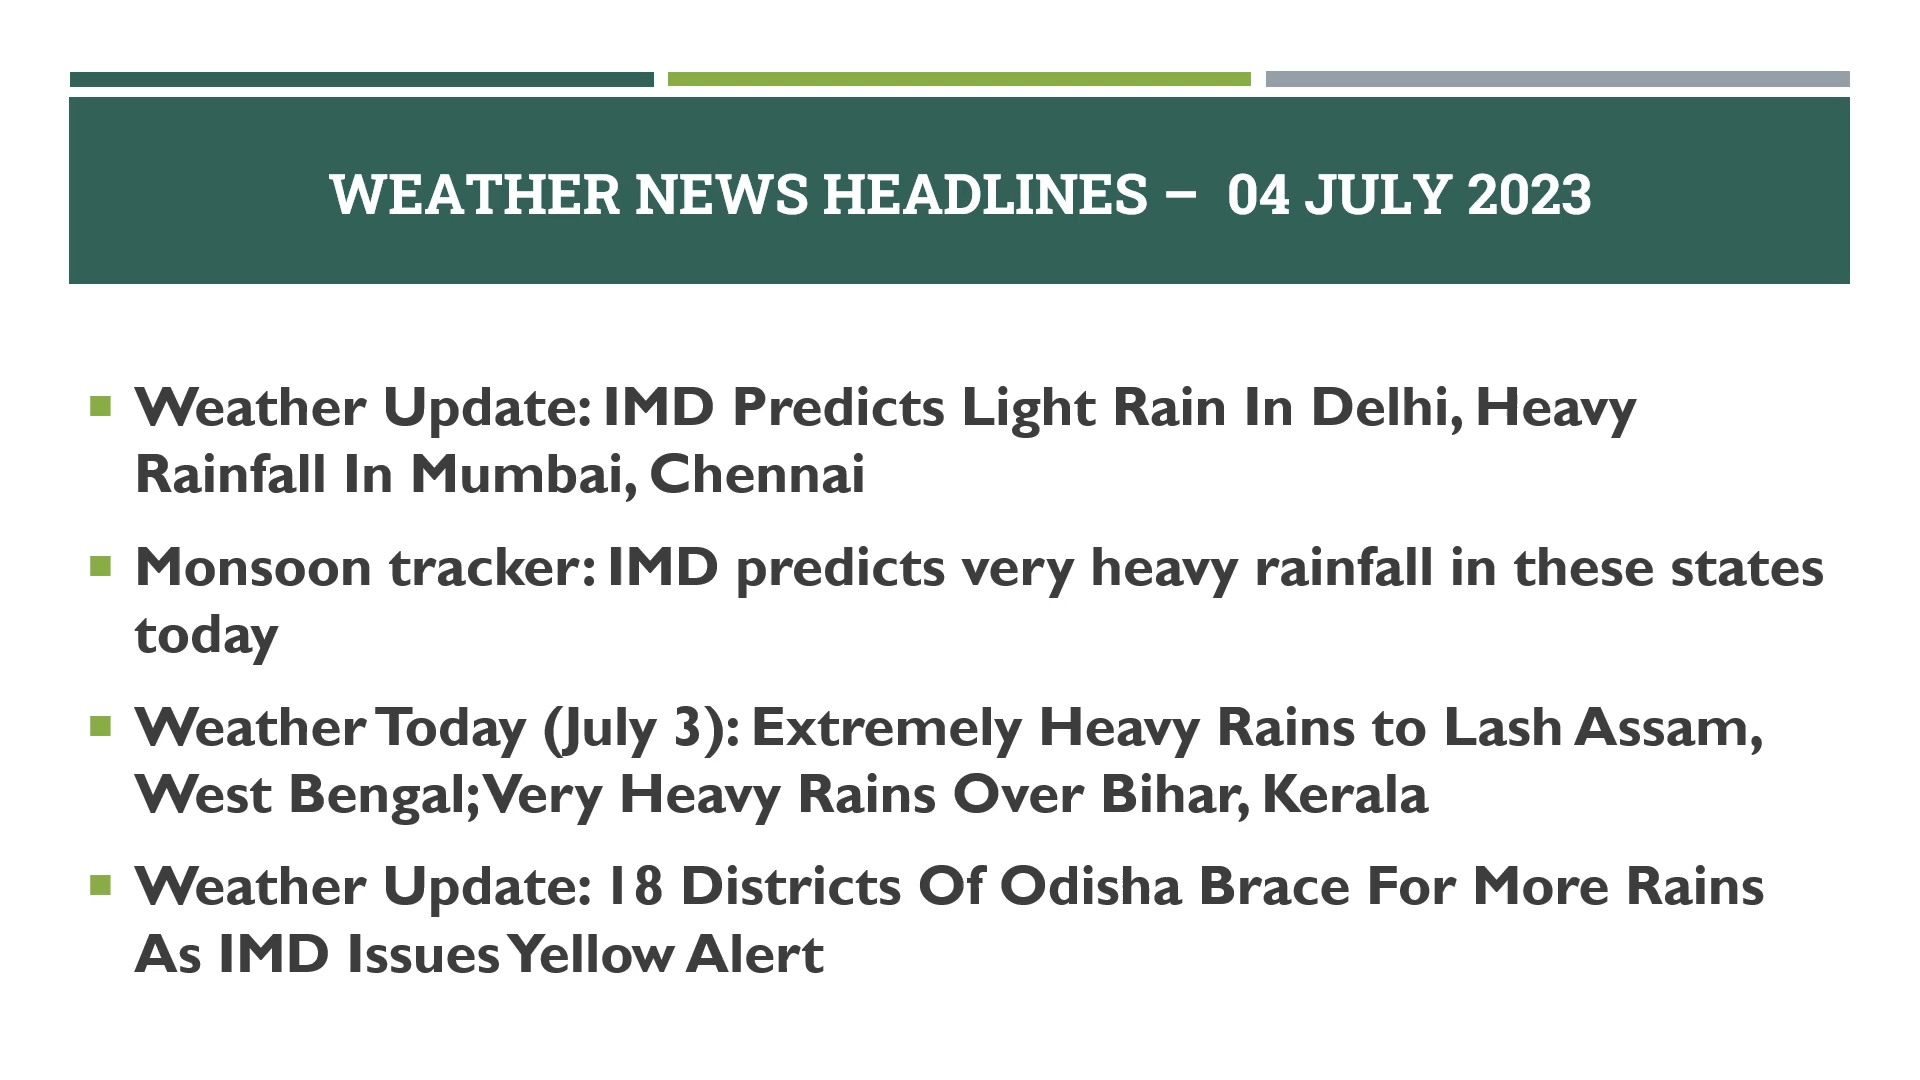 WEATHER NEWS HEADLINES – 04 JULY 2023
Weather Update: IMD Predicts Light Rain In Delhi, Heavy
Rainfall In Mumbai, Chennai
Monsoon tracker: IMD predicts very heavy rainfall in these states
today
Weather Today (July 3): Extremely Heavy Rains to Lash Assam,
West Bengal; Very Heavy Rains Over Bihar, Kerala
Weather Update: 18 Districts Of Odisha Brace For More Rains
As IMD Issues Yellow Alert